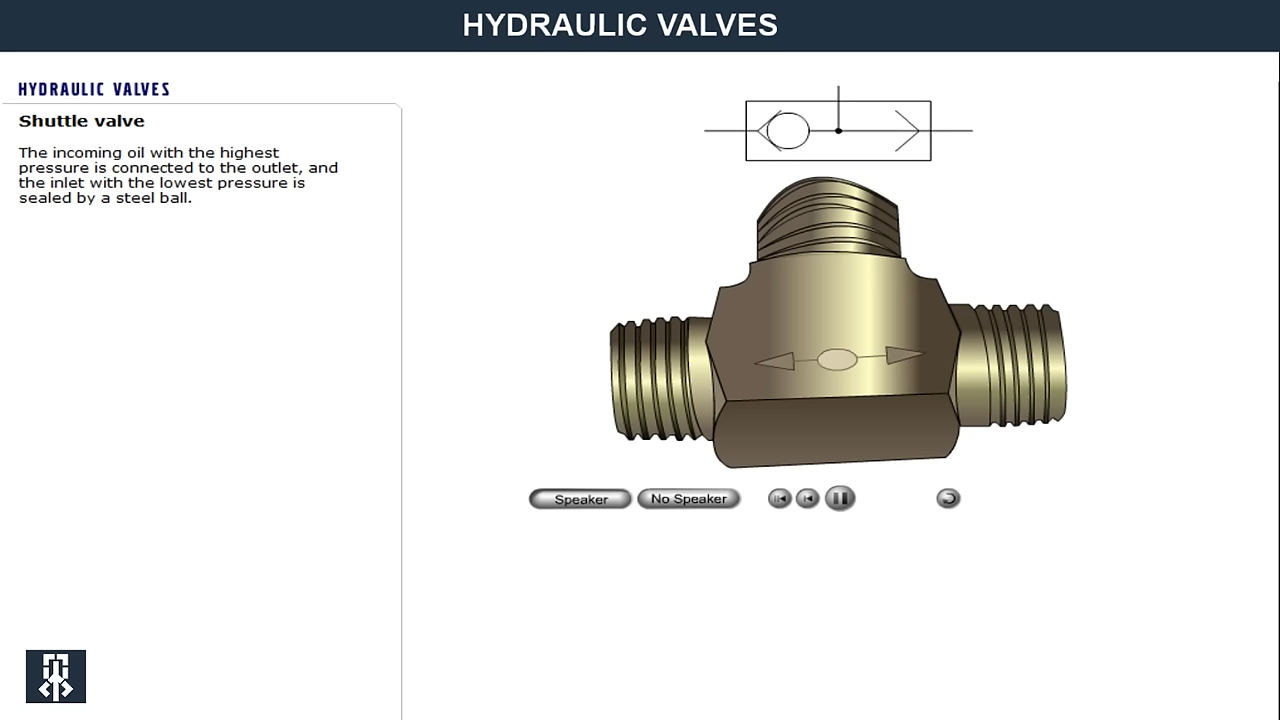 HYDRAULIC VALVES
HYDRAULIC VALVES
Shuttle valve
The incoming oil with the highest
pressure is connected to the outlet, and
the inlet with the lowest pressure is
sealed by a steel ball.
Speaker
No Speaker